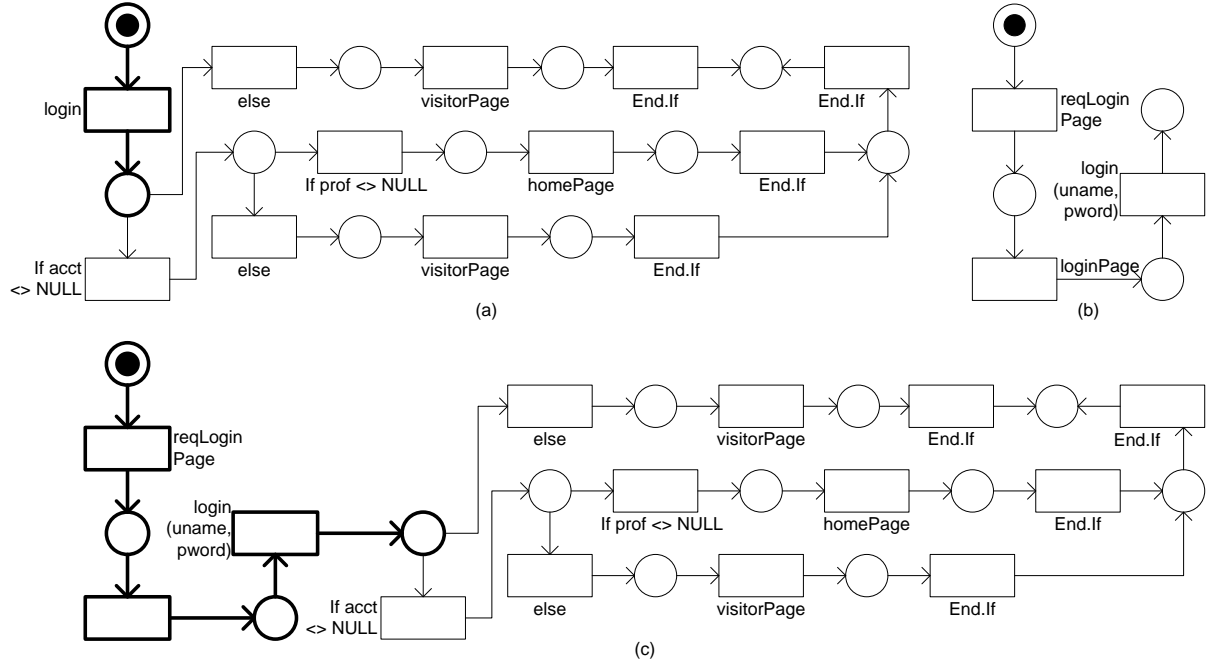 login
else
visitorPage
End.If
End.If
If prof <> NULL
homePage
End.If
else
visitorPage
End.If
If acct
<> NULL
(a)
reqLogin
Page
login
(uname,
pword)
loginPage
(b)
reqLogin
Page
login
(uname,
pword)
If acct
<> NULL
else
visitorPage
End.If
End.If
If prof <> NULL
homePage
End.If
else
visitorPage
End.If
(c)